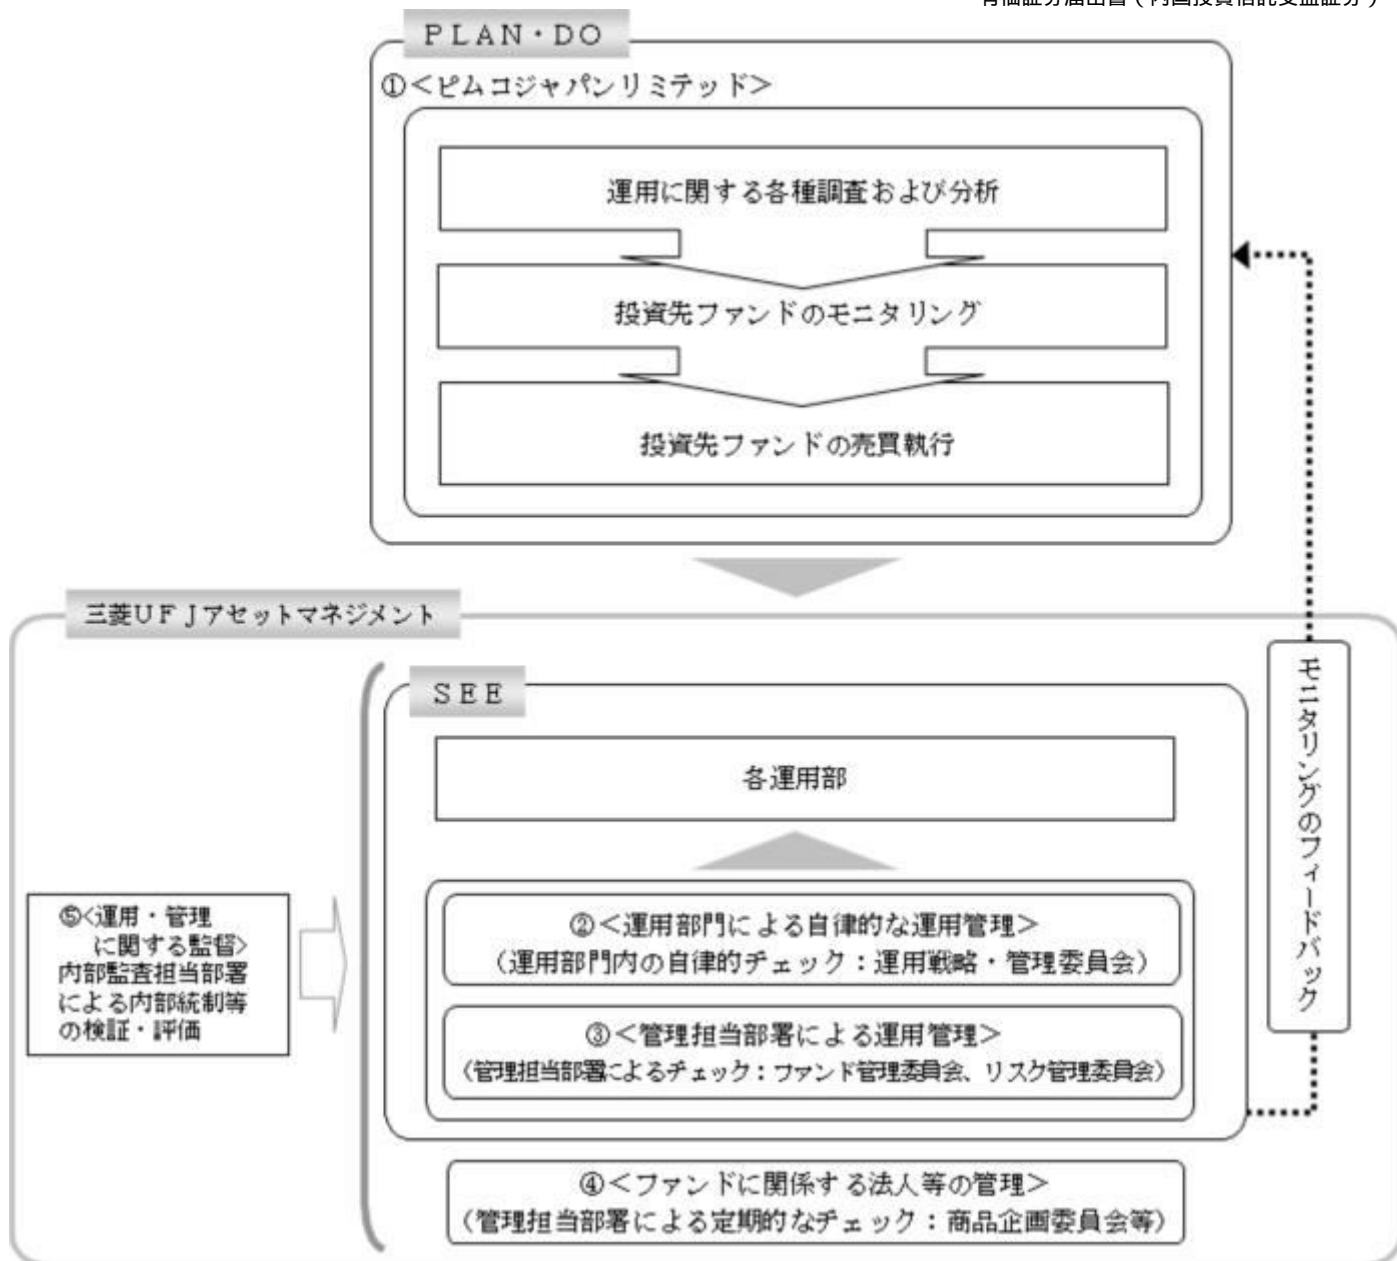 ＰＬＡＮ・ＤＯ
①＜ピムコジャパンリミテッド＞
運用に関する各種調査および分析
投資先ファンドのモニタリング
投資先ファンドの売買執行
三菱ＵＦＪアセットマネジメント
ＳＥＥ
各運用部
②＜運用部門による自律的な運用管理＞
（運用部門内の自律的チェック：運用戦略・管理委員会）
③＜管理担当部署による運用管理＞
（管理担当部署によるチェック：ファンド管理委員会、リスク管理委員会）
④＜ファンドに関係する法人等の管理＞
（管理担当部署による定期的なチェック：商品企画委員会等）
⑤＜運用・管理
に関する監督＞
内部監査担当部署
による内部統制等
の検証・評価
モニタリングのフィードバック